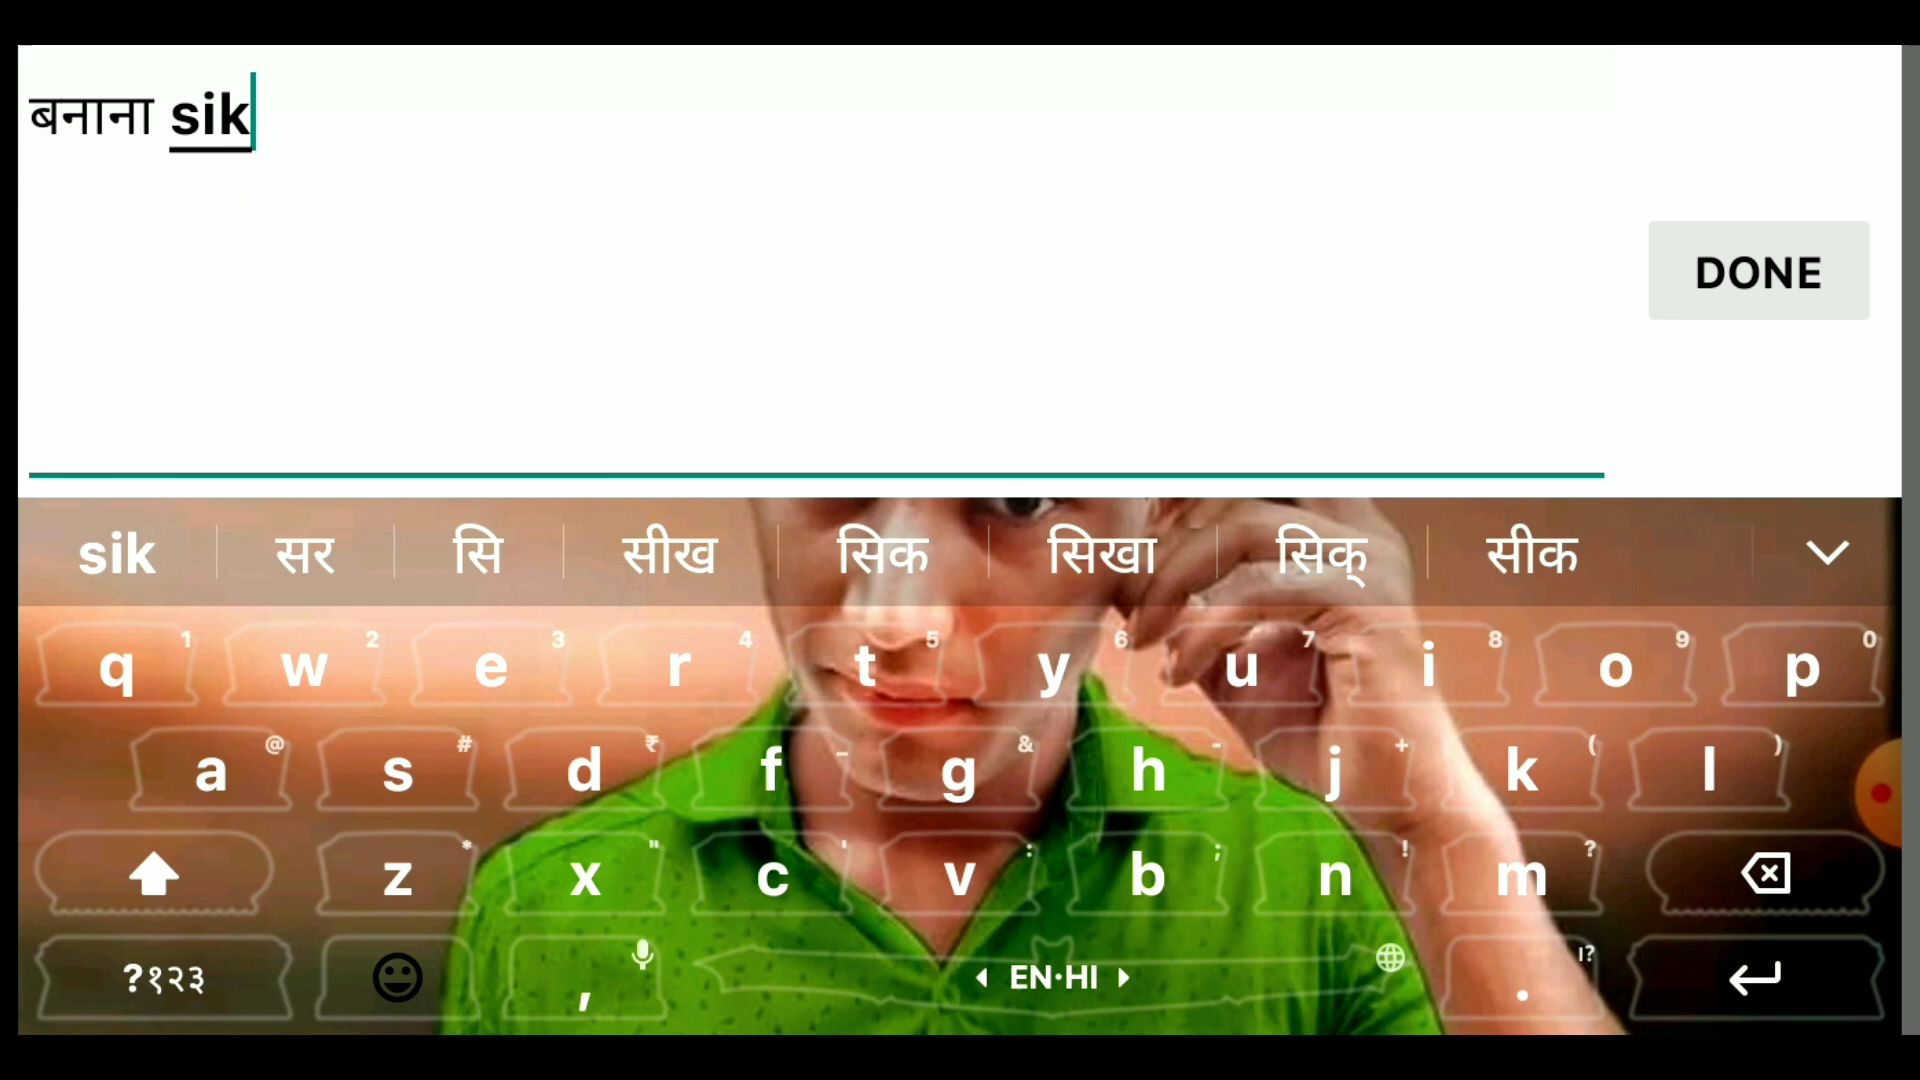 बनाना sik
DONE
sik सर सि सीख सिक सिखा सिक् सीक
q 1 w 2 e 3 r 4 t 5 y 6 u 7 i 8 o 9 p 0
a @ s # d ₹ f _ g & h - j + k ( l )
z * x " c ' v : b ; n ! m ?
?१२३ , EN·HI . ।?